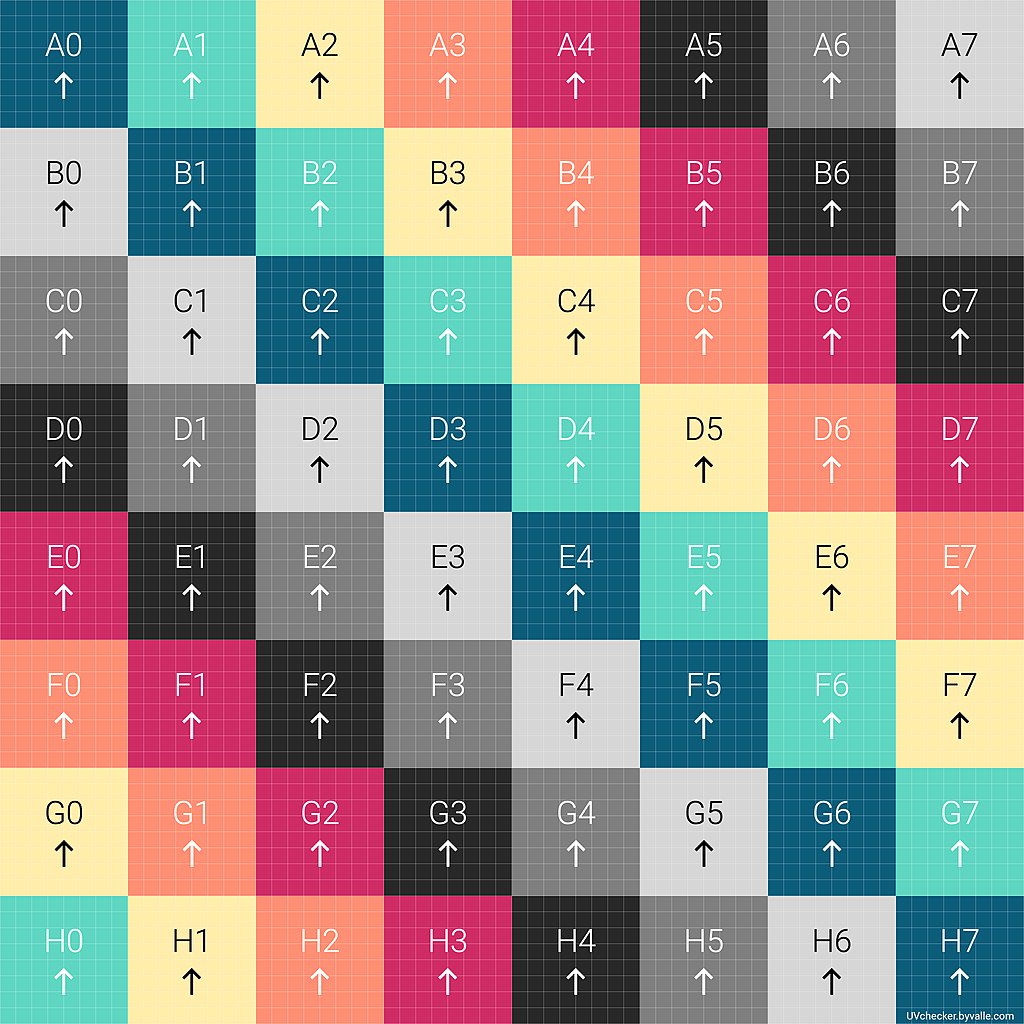 A0 A1 A2 A3 A4 A5 A6 A7
B0 B1 B2 B3 B4 B5 B6 B7
C0 C1 C2 C3 C4 C5 C6 C7
D0 D1 D2 D3 D4 D5 D6 D7
E0 E1 E2 E3 E4 E5 E6 E7
F0 F1 F2 F3 F4 F5 F6 F7
G0 G1 G2 G3 G4 G5 G6 G7
H0 H1 H2 H3 H4 H5 H6 H7
UVchecker.byvalle.com